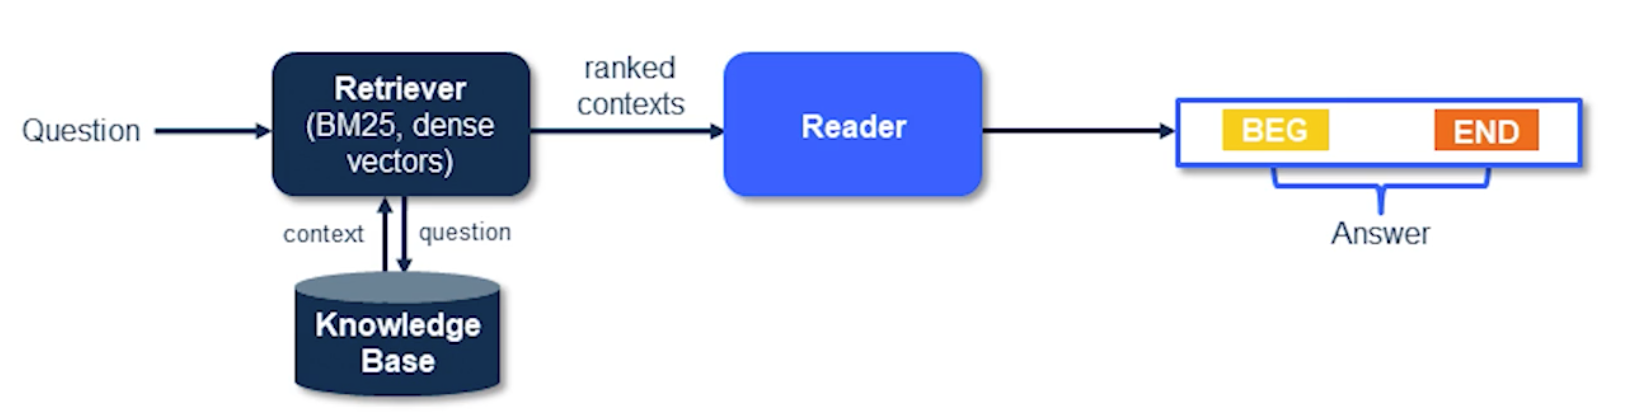 Question
Retriever
(BM25, dense
vectors)
ranked
contexts
Reader
BEG
END
Answer
context
question
Knowledge
Base